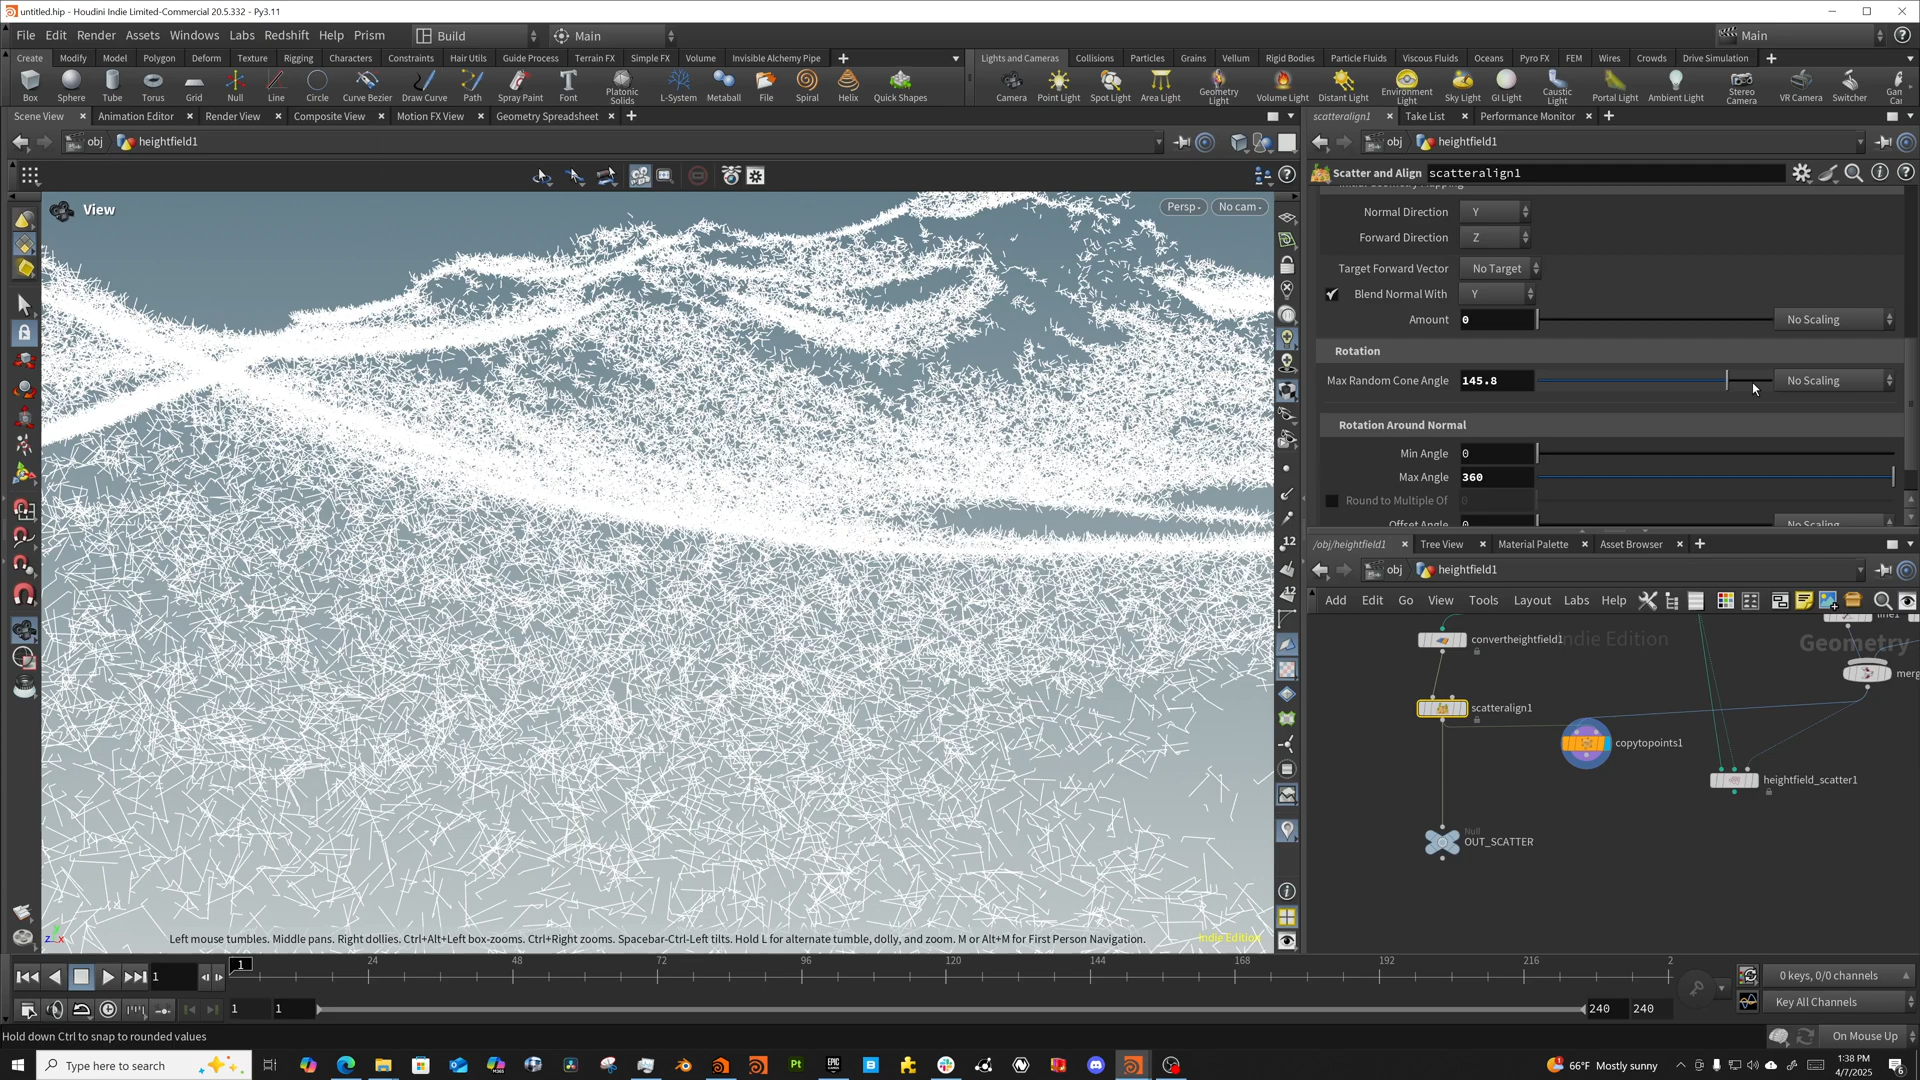 untitled.hip - Houdini Indie Limited-Commercial 20.5.332 - Py3.11
File Edit Render Assets Windows Labs Redshift Help Prism Build Main Main
Create Modify Model Polygon Deform Texture Rigging Characters Constraints Hair Utils Guide Process Terrain FX Simple FX Volume Invisible Alchemy Pipe
Lights and Cameras Collisions Particles Grains Vellum Rigid Bodies Particle Fluids Viscous Fluids Oceans Pyro FX FEM Wires Crowds Drive Simulation
Box Sphere Tube Torus Grid Null Line Circle Curve Bezier Draw Curve Path Spray Paint Font Platonic Solids L-System Metaball File Spiral Helix Quick Shapes
Camera Point Light Spot Light Area Light Geometry Light Volume Light Distant Light Environment Light Sky Light GI Light Caustic Light Portal Light Ambient Light Stereo Camera VR Camera Switcher
Scene View Animation Editor Render View Composite View Motion FX View Geometry Spreadsheet
scatteralign1 Take List Performance Monitor
obj heightfield1
obj heightfield1
View
Persp No cam
Scatter and Align scatteralign1
Normal Direction Y
Forward Direction Z
Target Forward Vector No Target
Blend Normal With Y
Amount 0 No Scaling
Rotation
Max Random Cone Angle 145.8 No Scaling
Rotation Around Normal
Min Angle 0
Max Angle 360
Round to Multiple Of 0
Offset Angle 0 No Scaling
/obj/heightfield1 Tree View Material Palette Asset Browser
obj heightfield1
Add Edit Go View Tools Layout Labs Help
Indie Edition
Geometry
convertheightfield1
scatteralign1
copytopoints1
heightfield_scatter1
Null
OUT_SCATTER
12
12
Left mouse tumbles. Middle pans. Right dollies. Ctrl+Alt+Left box-zooms. Ctrl+Right zooms. Spacebar-Ctrl-Left tilts. Hold L for alternate tumble, dolly, and zoom. M or Alt+M for First Person Navigation.
Indie Edition
1 1 24 48 72 96 120 144 168 192 216 2
0 keys, 0/0 channels
1 1 240 240
Key All Channels
Hold down Ctrl to snap to rounded values
On Mouse Up
Type here to search
66°F Mostly sunny
1:38 PM
4/7/2025